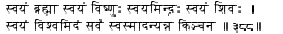 स्वयं ब्रह्मा स्वयं विष्णुः स्वयमिन्द्रः स्वयं शिवः ।
स्वयं विश्वमिदं सर्वं स्वस्मादन्यन्न किञ्चन ॥ ३८८॥